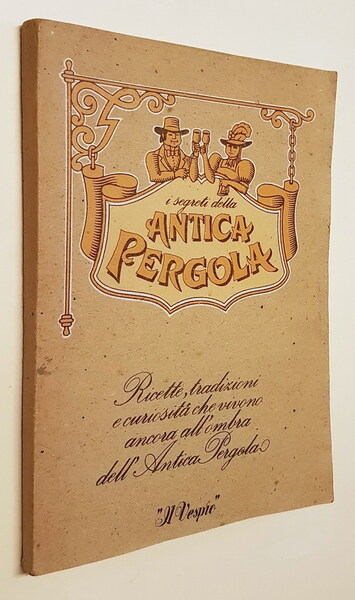 i segreti della
ANTICA
PERGOLA
Ricette, tradizioni
e curiosità che vivono
ancora all'ombra
dell'Antica Pergola
"Il Vespro"